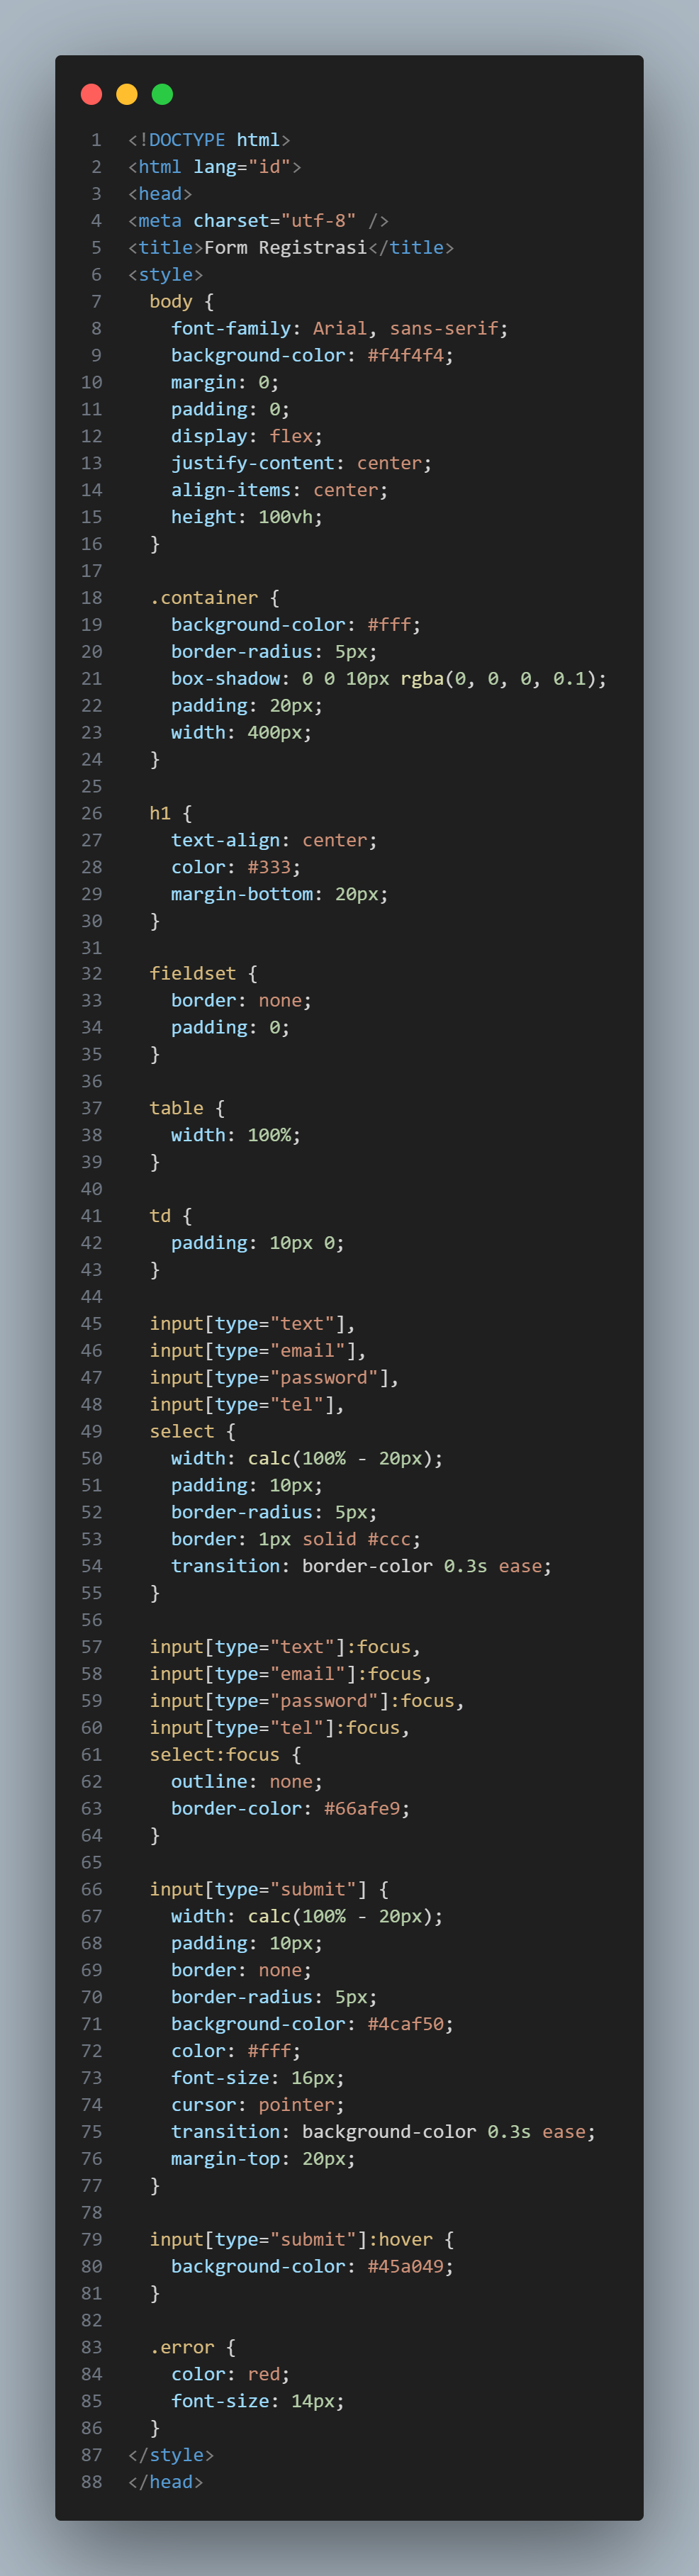 1 <!DOCTYPE html>
2 <html lang="id">
3 <head>
4 <meta charset="utf-8" />
5 <title>Form Registrasi</title>
6 <style>
7   body {
8     font-family: Arial, sans-serif;
9     background-color: #f4f4f4;
10     margin: 0;
11     padding: 0;
12     display: flex;
13     justify-content: center;
14     align-items: center;
15     height: 100vh;
16   }
17
18   .container {
19     background-color: #fff;
20     border-radius: 5px;
21     box-shadow: 0 0 10px rgba(0, 0, 0, 0.1);
22     padding: 20px;
23     width: 400px;
24   }
25
26   h1 {
27     text-align: center;
28     color: #333;
29     margin-bottom: 20px;
30   }
31
32   fieldset {
33     border: none;
34     padding: 0;
35   }
36
37   table {
38     width: 100%;
39   }
40
41   td {
42     padding: 10px 0;
43   }
44
45   input[type="text"],
46   input[type="email"],
47   input[type="password"],
48   input[type="tel"],
49   select {
50     width: calc(100% - 20px);
51     padding: 10px;
52     border-radius: 5px;
53     border: 1px solid #ccc;
54     transition: border-color 0.3s ease;
55   }
56
57   input[type="text"]:focus,
58   input[type="email"]:focus,
59   input[type="password"]:focus,
60   input[type="tel"]:focus,
61   select:focus {
62     outline: none;
63     border-color: #66afe9;
64   }
65
66   input[type="submit"] {
67     width: calc(100% - 20px);
68     padding: 10px;
69     border: none;
70     border-radius: 5px;
71     background-color: #4caf50;
72     color: #fff;
73     font-size: 16px;
74     cursor: pointer;
75     transition: background-color 0.3s ease;
76     margin-top: 20px;
77   }
78
79   input[type="submit"]:hover {
80     background-color: #45a049;
81   }
82
83   .error {
84     color: red;
85     font-size: 14px;
86   }
87 </style>
88 </head>